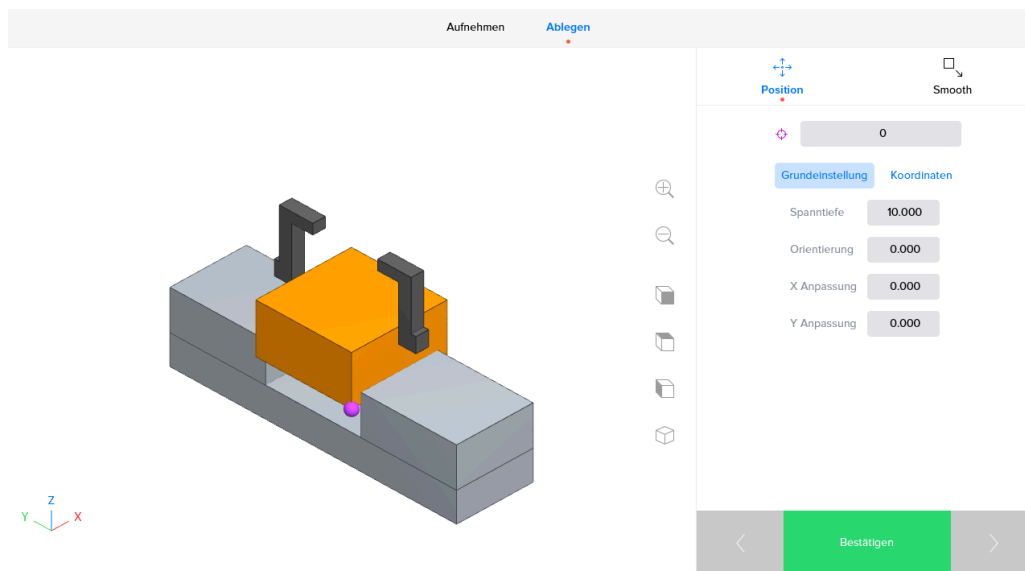 Aufnehmen
Ablegen
Position
Smooth
0
Grundeinstellung
Koordinaten
Spanntiefe
10.000
Orientierung
0.000
X Anpassung
0.000
Y Anpassung
0.000
Z
Y
X
Bestätigen